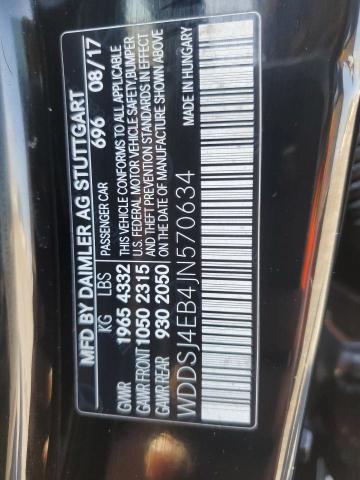 MFD BY DAIMLER AG STUTTGART
696 08/17
PASSENGER CAR
KG LBS
GVWR 1965 4332
GAWR FRONT 1050 2315
GAWR REAR 930 2050
THIS VEHICLE CONFORMS TO ALL APPLICABLE
U.S. FEDERAL MOTOR VEHICLE SAFETY, BUMPER
AND THEFT PREVENTION STANDARDS IN EFFECT
ON THE DATE OF MANUFACTURE SHOWN ABOVE
MADE IN HUNGARY
WDDSJ4EB4JN570634